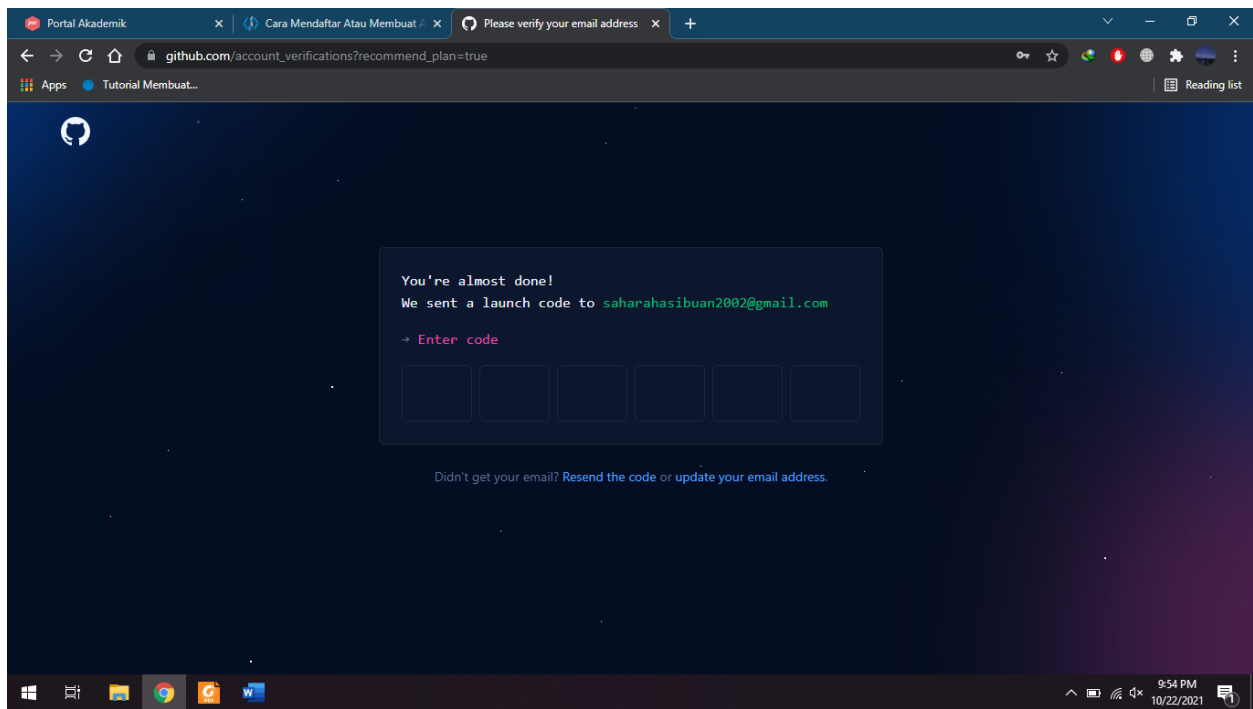 Portal Akademik
Cara Mendaftar Atau Membuat A
Please verify your email address
github.com/account_verifications?recommend_plan=true
Apps
Tutorial Membuat...
Reading list
You're almost done!
We sent a launch code to saharahasibuan2002@gmail.com
→ Enter code
Didn't get your email? Resend the code or update your email address.
9:54 PM
10/22/2021
1